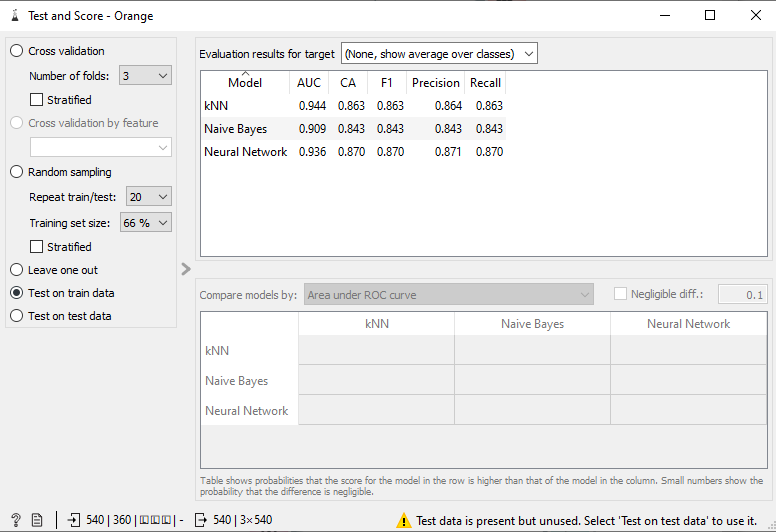 Test and Score - Orange
Cross validation
Number of folds: 3
Stratified
Cross validation by feature
Random sampling
Repeat train/test: 20
Training set size: 66 %
Stratified
Leave one out
Test on train data
Test on test data
Evaluation results for target (None, show average over classes)
Model AUC CA F1 Precision Recall
kNN 0.944 0.863 0.863 0.864 0.863
Naive Bayes 0.909 0.843 0.843 0.843 0.843
Neural Network 0.936 0.870 0.870 0.871 0.870
Compare models by: Area under ROC curve Negligible diff.: 0.1
kNN Naive Bayes Neural Network
kNN
Naive Bayes
Neural Network
Table shows probabilities that the score for the model in the row is higher than that of the model in the column. Small numbers show the
probability that the difference is negligible.
? 540 | 360 | | - 540 | 3×540 Test data is present but unused. Select 'Test on test data' to use it.